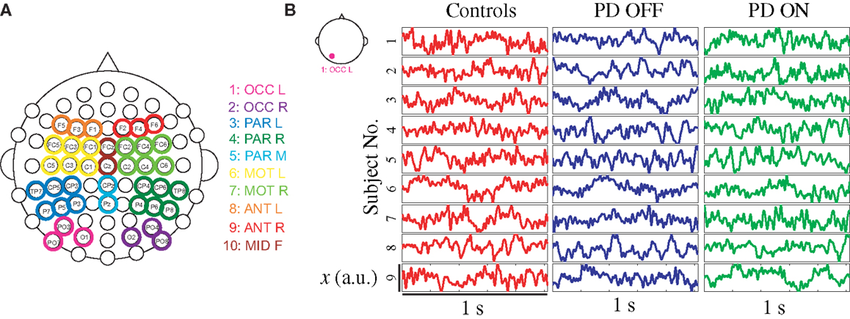 A
B
Controls
PD OFF
PD ON
1: OCC L
1: OCC L
2: OCC R
3: PAR L
4: PAR R
5: PAR M
6: MOT L
7: MOT R
8: ANT L
9: ANT R
10: MID F
F5 F3 F1 F2 F4 F6
FC5 FC3 FC1 FCz FC2 FC4 FC6
C5 C3 C1 Cz C2 C4 C6
TP7 CP5 CP3 CPz CP4 CP6 TP8
P7 P5 P3 Pz P4 P6 P8
PO3 O1 O2 PO4
PO7 PO8
Subject No.
1
2
3
4
5
6
7
8
9
x (a.u.)
1 s
1 s
1 s